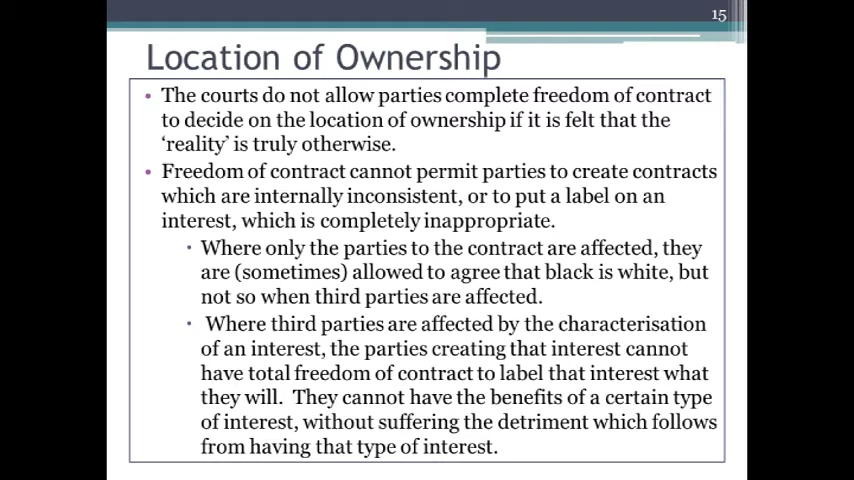 15
Location of Ownership
• The courts do not allow parties complete freedom of contract
to decide on the location of ownership if it is felt that the
‘reality’ is truly otherwise.
• Freedom of contract cannot permit parties to create contracts
which are internally inconsistent, or to put a label on an
interest, which is completely inappropriate.
• Where only the parties to the contract are affected, they
are (sometimes) allowed to agree that black is white, but
not so when third parties are affected.
• Where third parties are affected by the characterisation
of an interest, the parties creating that interest cannot
have total freedom of contract to label that interest what
they will. They cannot have the benefits of a certain type
of interest, without suffering the detriment which follows
from having that type of interest.